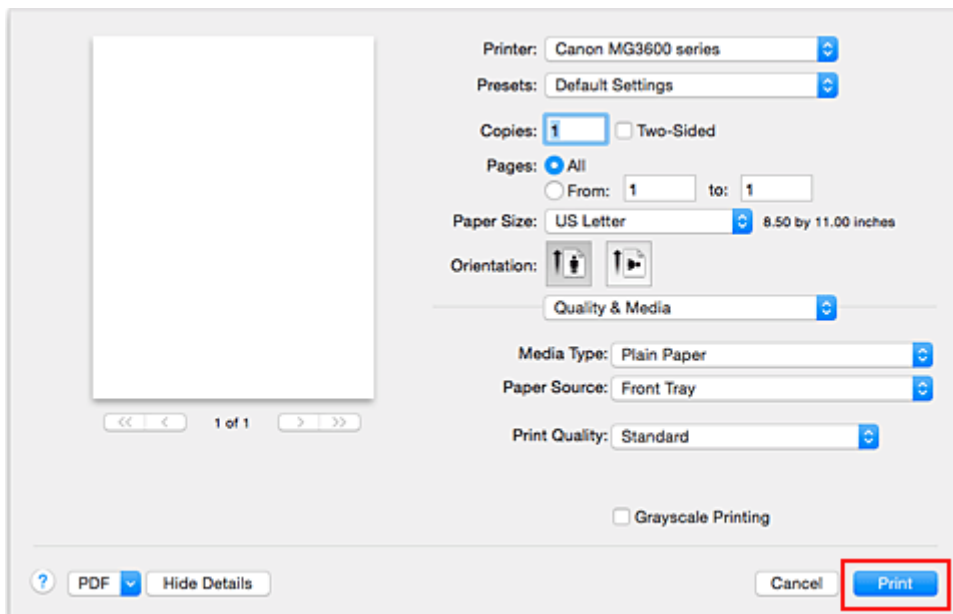 Printer: Canon MG3600 series
Presets: Default Settings
Copies: 1 Two-Sided
Pages: All
From: 1 to: 1
Paper Size: US Letter 8.50 by 11.00 inches
Orientation:
Quality & Media
Media Type: Plain Paper
Paper Source: Front Tray
1 of 1
Print Quality: Standard
Grayscale Printing
? PDF Hide Details Cancel Print